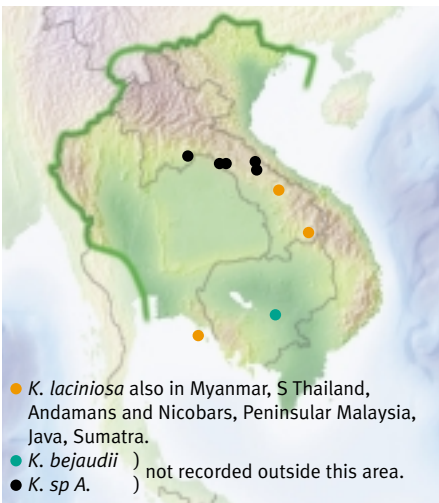 K. laciniosa also in Myanmar, S Thailand,
Andamans and Nicobars, Peninsular Malaysia,
Java, Sumatra.
K. bejaudii )
not recorded outside this area.
K. sp A. )